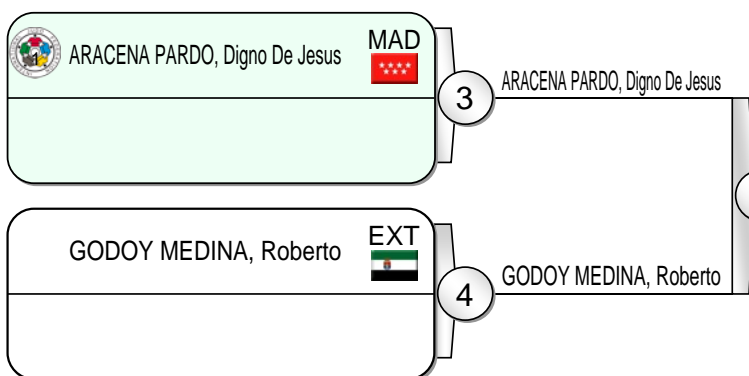 1
ARACENA PARDO, Digno De Jesus
MAD
3
ARACENA PARDO, Digno De Jesus
GODOY MEDINA, Roberto
EXT
4
GODOY MEDINA, Roberto